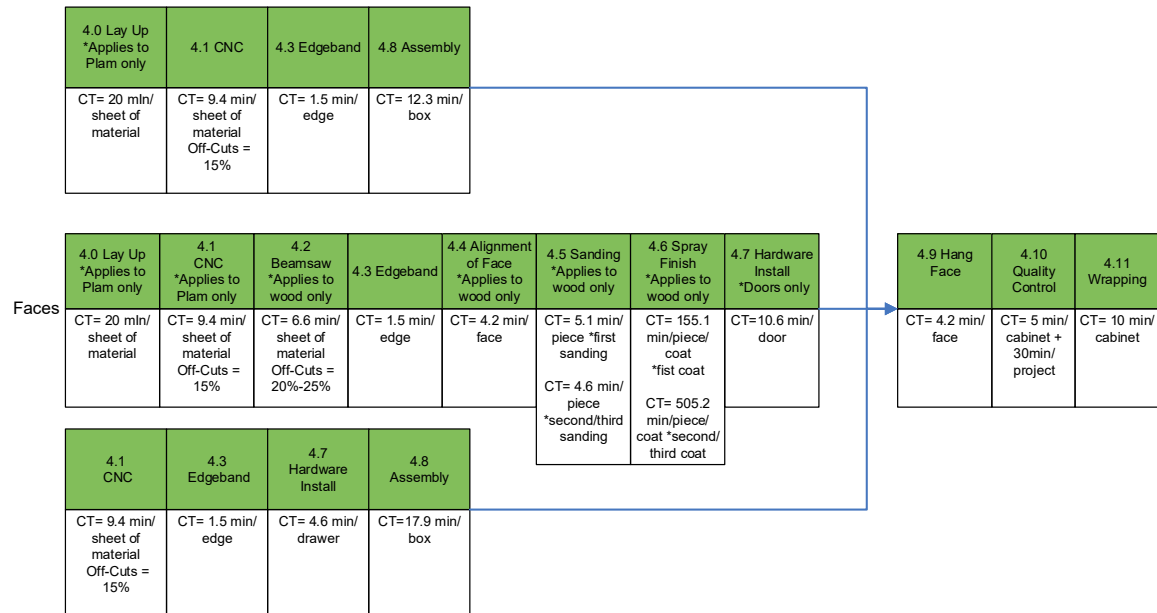 4.0 Lay Up
*Applies to
Plam only
4.1 CNC
4.3 Edgeband
4.8 Assembly
CT= 20 mln/
sheet of
material
CT= 9.4 min/
sheet of
material
Off-Cuts =
15%
CT= 1.5 min/
edge
CT= 12.3 min/
box
Faces
4.0 Lay Up
*Applies to
Plam only
4.1
CNC
*Applies to
Plam only
4.2
Beamsaw
*Applies to
wood only
4.3 Edgeband
4.4 Alignment
of Face
*Applies to
wood only
4.5 Sanding
*Applies to
wood only
4.6 Spray
Finish
*Applies to
wood only
4.7 Hardware
Install
*Doors only
CT= 20 mln/
sheet of
material
CT= 9.4 min/
sheet of
material
Off-Cuts =
15%
CT= 6.6 min/
sheet of
material
Off-Cuts =
20%-25%
CT= 1.5 min/
edge
CT= 4.2 min/
face
CT= 5.1 min/
piece *first
sanding
CT= 4.6 min/
piece
*second/third
sanding
CT= 155.1
min/piece/
coat
*fist coat
CT= 505.2
min/piece/
coat *second/
third coat
CT=10.6 min/
door
4.9 Hang
Face
4.10
Quality
Control
4.11
Wrapping
CT= 4.2 min/
face
CT= 5 min/
cabinet +
30min/
project
CT= 10 min/
cabinet
4.1
CNC
4.3
Edgeband
4.7
Hardware
Install
4.8
Assembly
CT= 9.4 min/
sheet of
material
Off-Cuts =
15%
CT= 1.5 min/
edge
CT= 4.6 min/
drawer
CT=17.9 min/
box